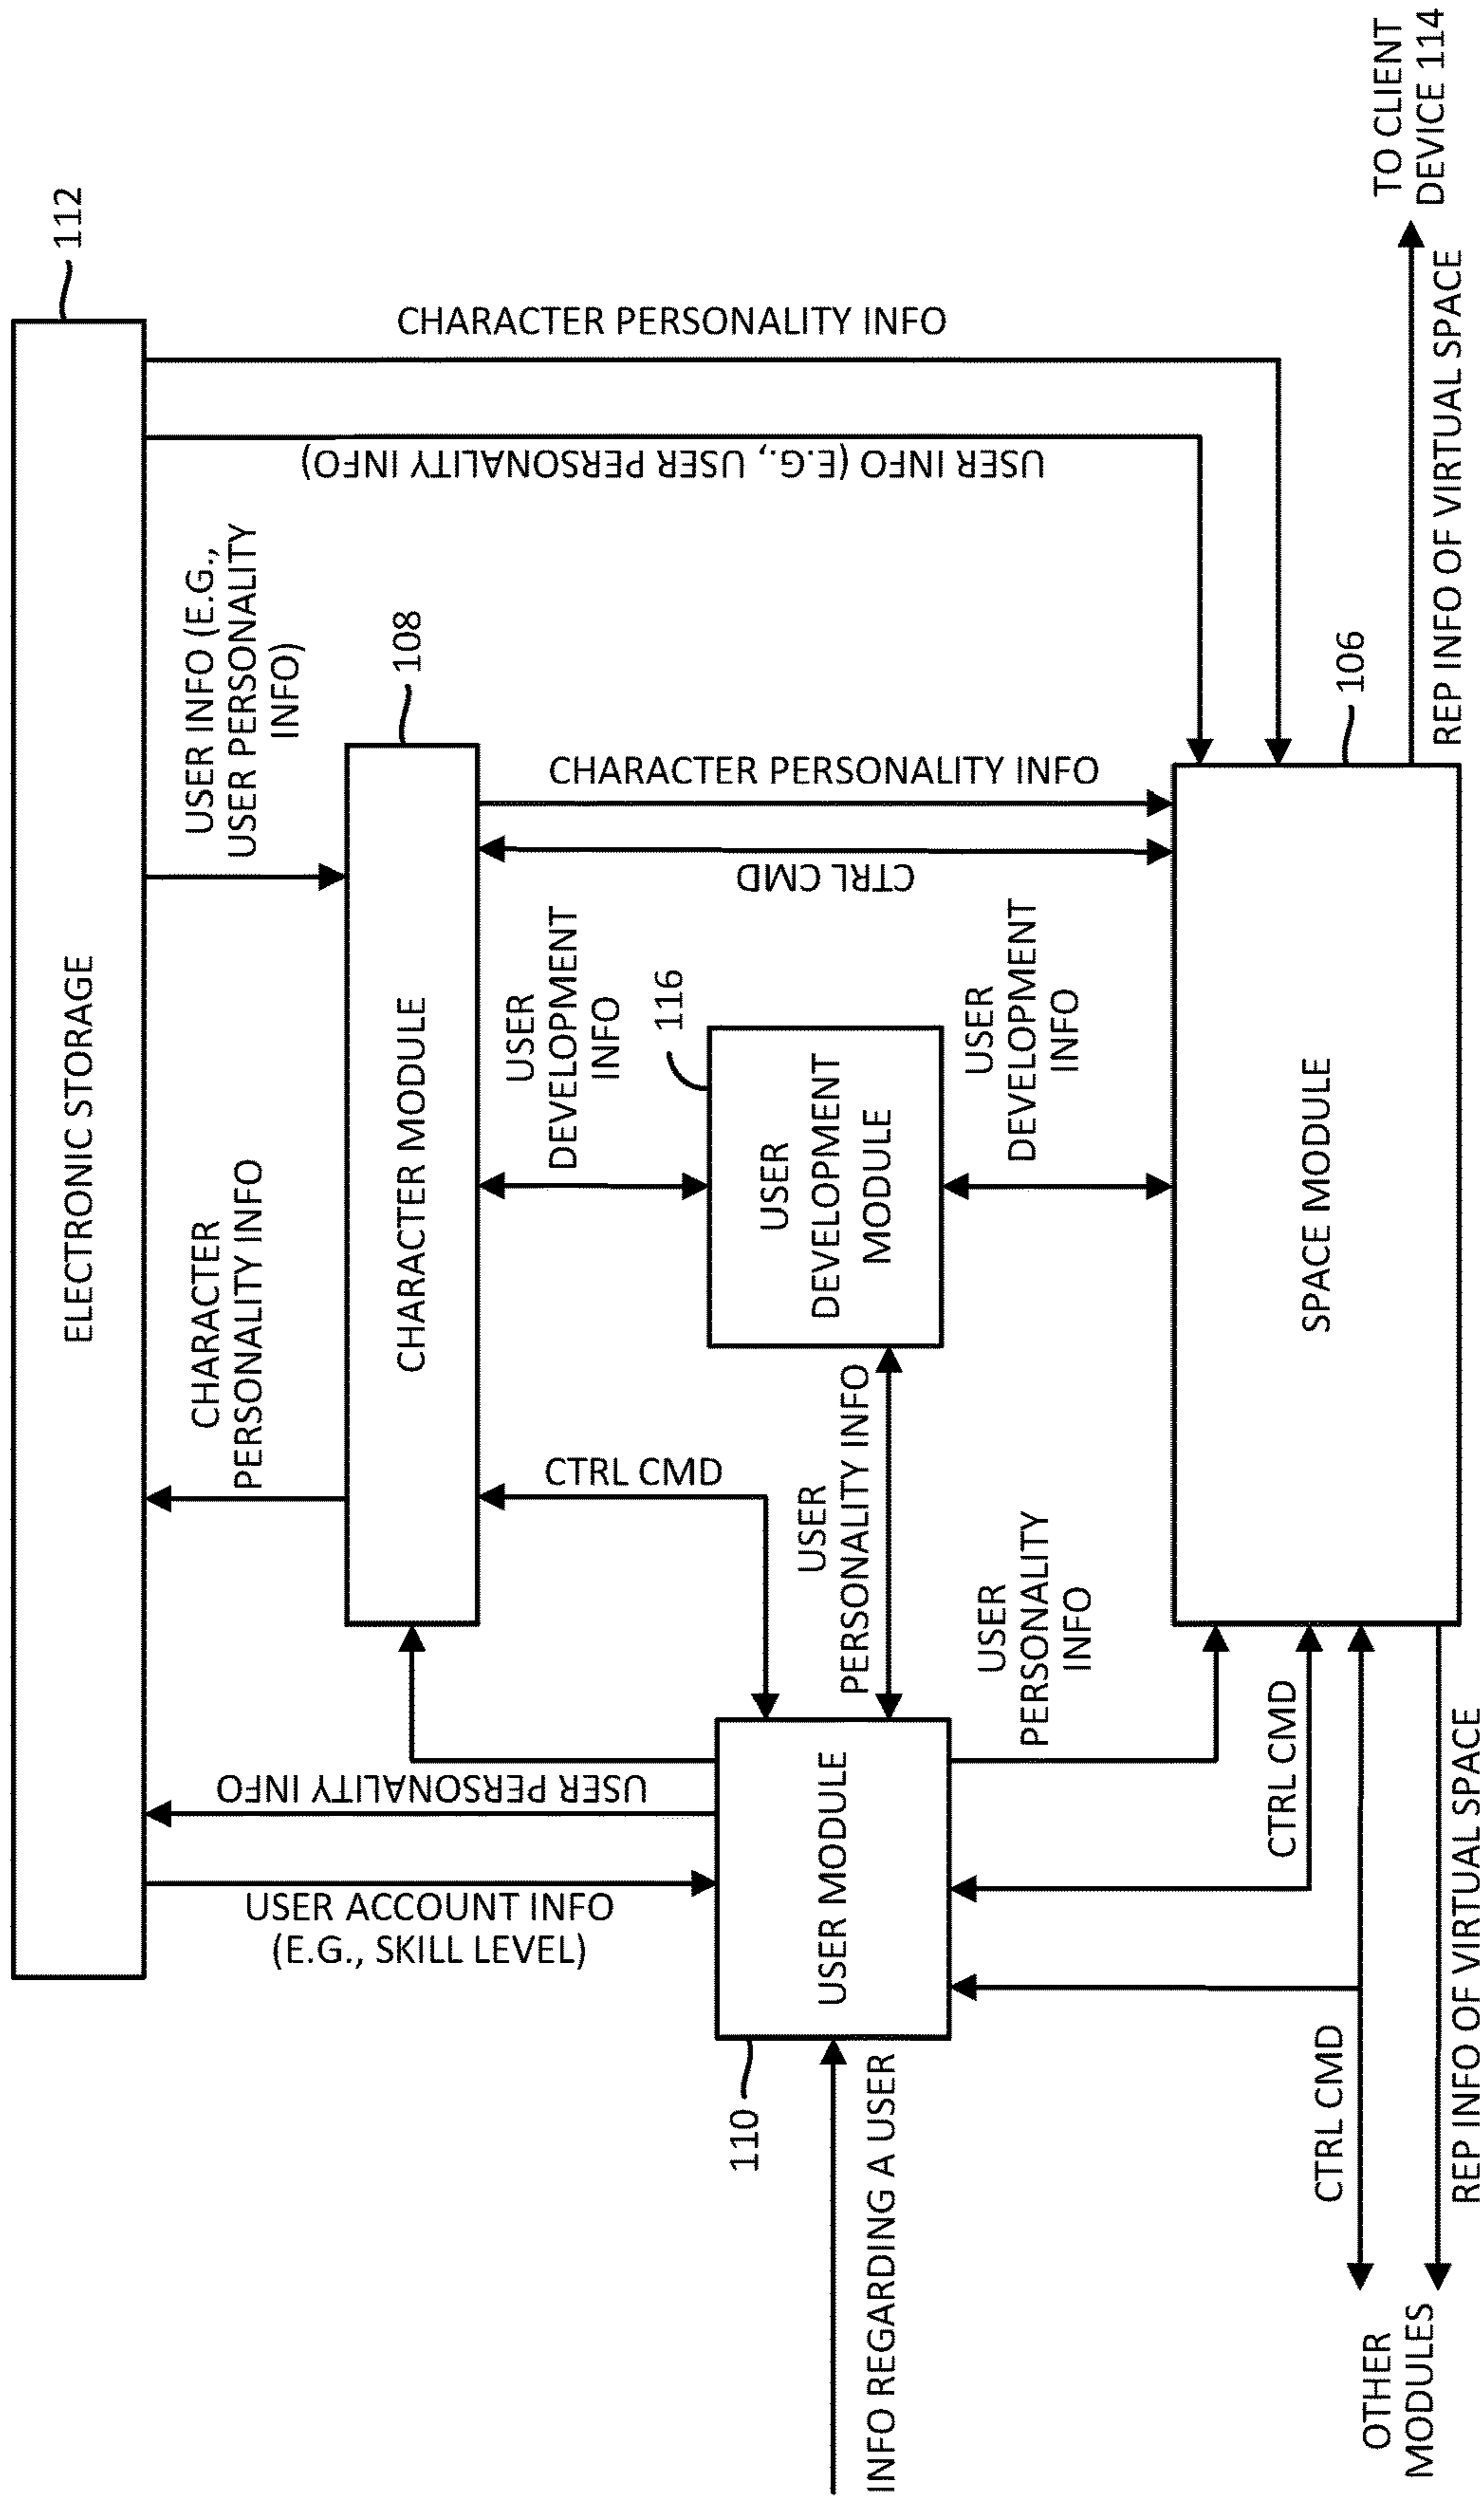 ELECTRONIC STORAGE
112
USER ACCOUNT INFO
(E.G., SKILL LEVEL)
USER PERSONALITY INFO
CHARACTER
PERSONALITY INFO
USER INFO (E.G.,
USER PERSONALITY
INFO)
USER INFO (E.G., USER PERSONALITY INFO)
CHARACTER PERSONALITY INFO
CHARACTER MODULE
108
CTRL CMD
USER
DEVELOPMENT
INFO
CTRL CMD
CHARACTER PERSONALITY INFO
116
USER
DEVELOPMENT
MODULE
USER
PERSONALITY INFO
110
USER MODULE
INFO REGARDING A USER
USER
PERSONALITY
INFO
USER
DEVELOPMENT
INFO
CTRL CMD
CTRL CMD
SPACE MODULE
106
OTHER
MODULES
REP INFO OF VIRTUAL SPACE
REP INFO OF VIRTUAL SPACE
TO CLIENT
DEVICE 114